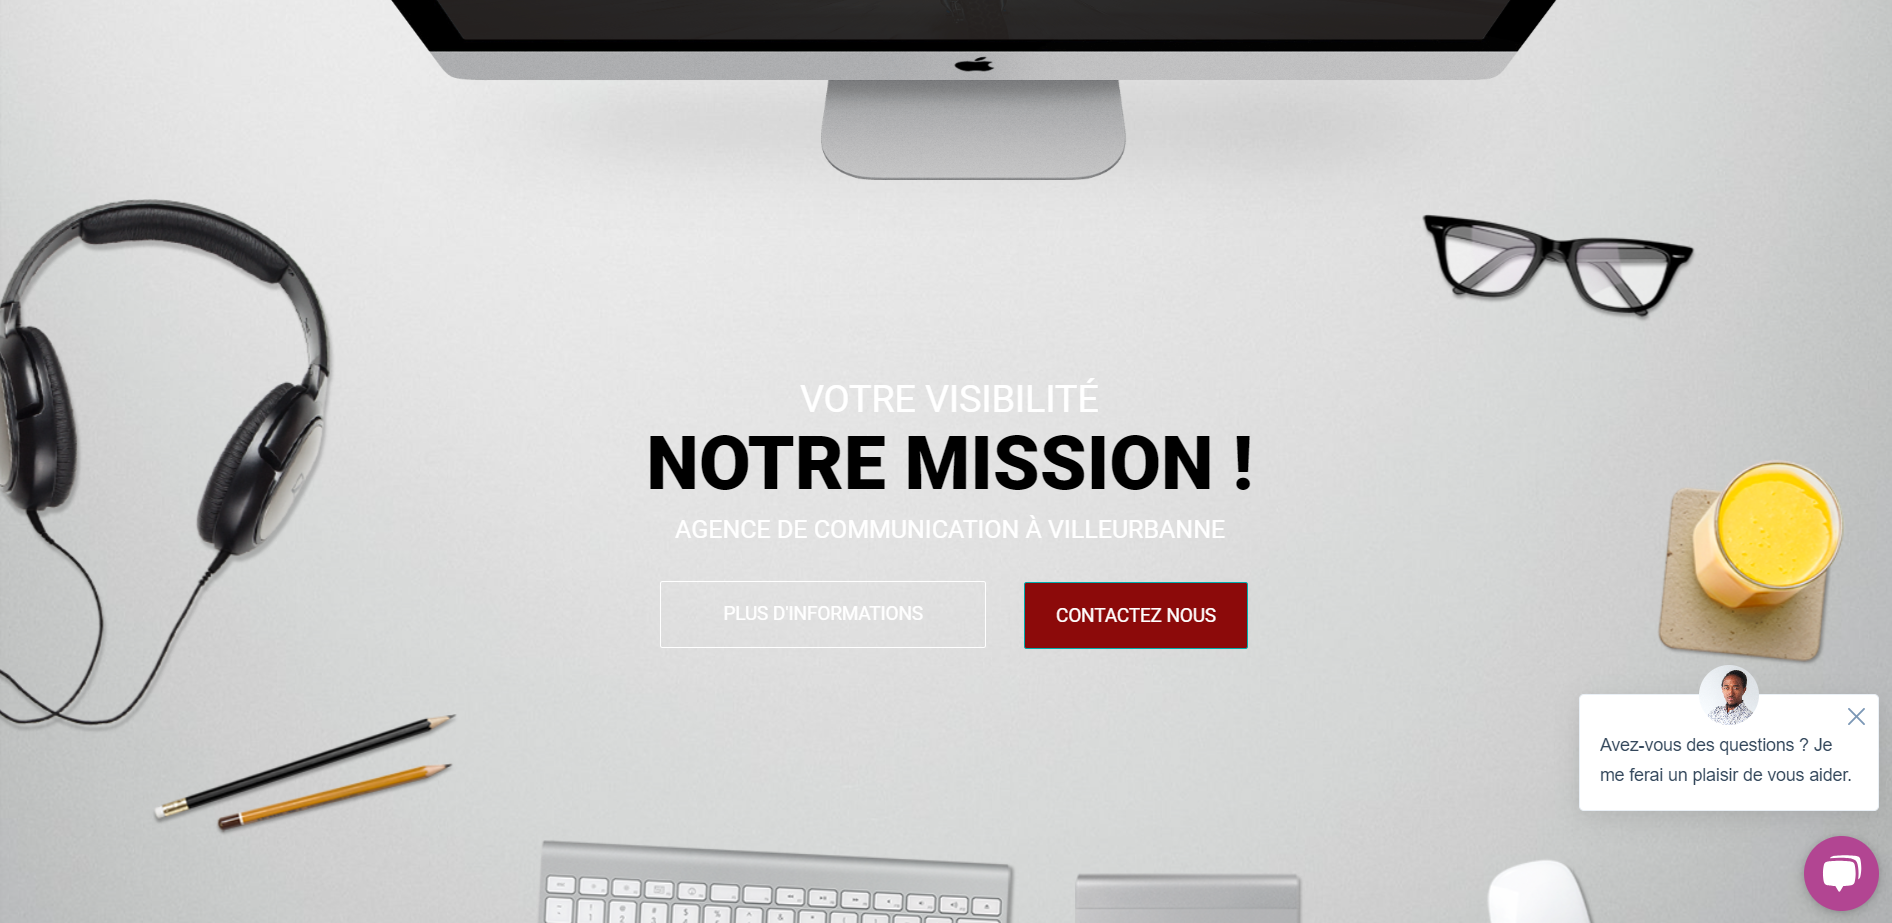 VOTRE VISIBILITÉ
NOTRE MISSION !
AGENCE DE COMMUNICATION À VILLEURBANNE
PLUS D'INFORMATIONS
CONTACTEZ NOUS
Avez-vous des questions ? Je
me ferai un plaisir de vous aider.